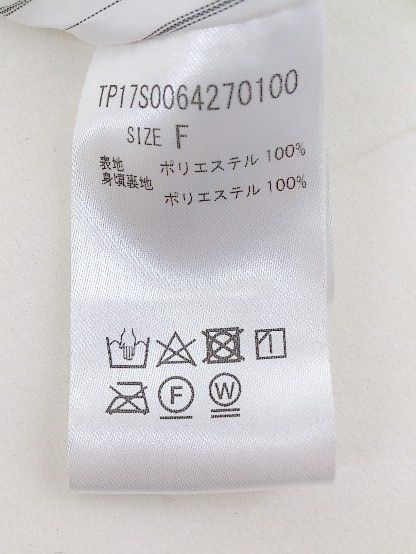 TP17S0064270100
SIZE F
表地 ポリエステル 100%
身頃裏地 ポリエステル 100%
F W